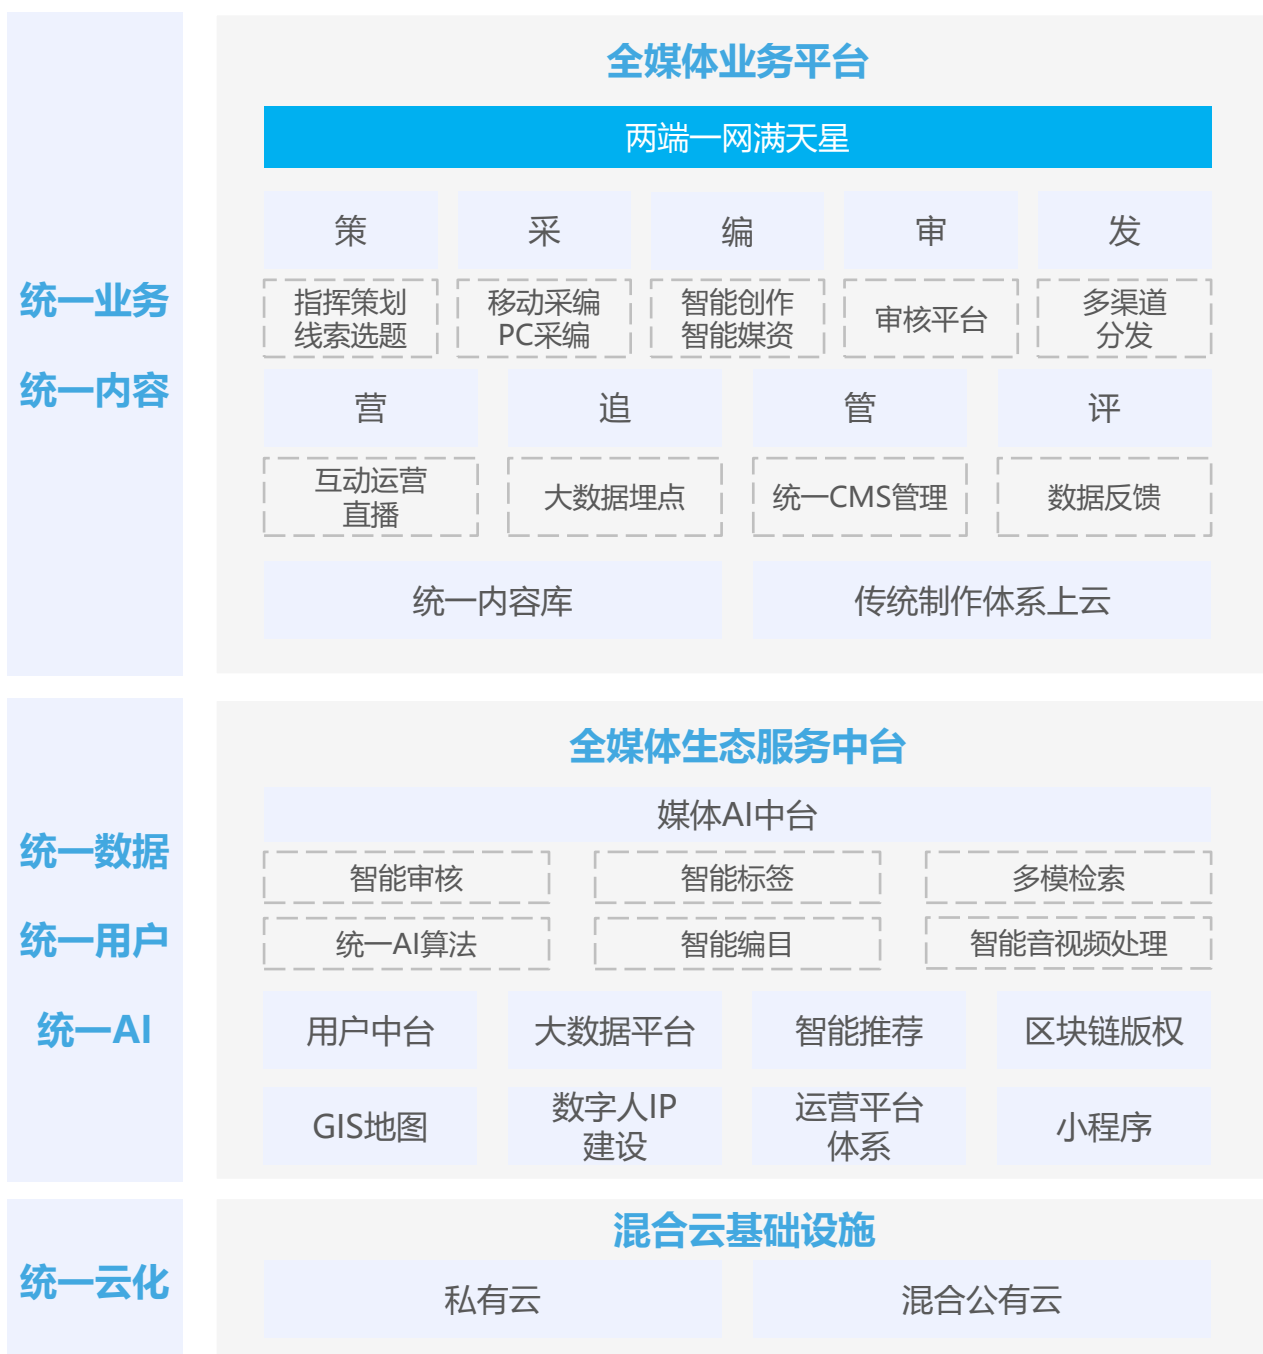 全媒体业务平台
两端一网满天星
策
采
编
审
发
指挥策划
线索选题
移动采编
PC采编
智能创作
智能媒资
审核平台
多渠道
分发
营
追
管
评
互动运营
直播
大数据埋点
统一CMS管理
数据反馈
统一内容库
传统制作体系上云
统一业务
统一内容
全媒体生态服务中台
媒体AI中台
智能审核
智能标签
多模检索
统一AI算法
智能编目
智能音视频处理
用户中台
大数据平台
智能推荐
区块链版权
GIS地图
数字人IP
建设
运营平台
体系
小程序
统一数据
统一用户
统一AI
混合云基础设施
私有云
混合公有云
统一云化